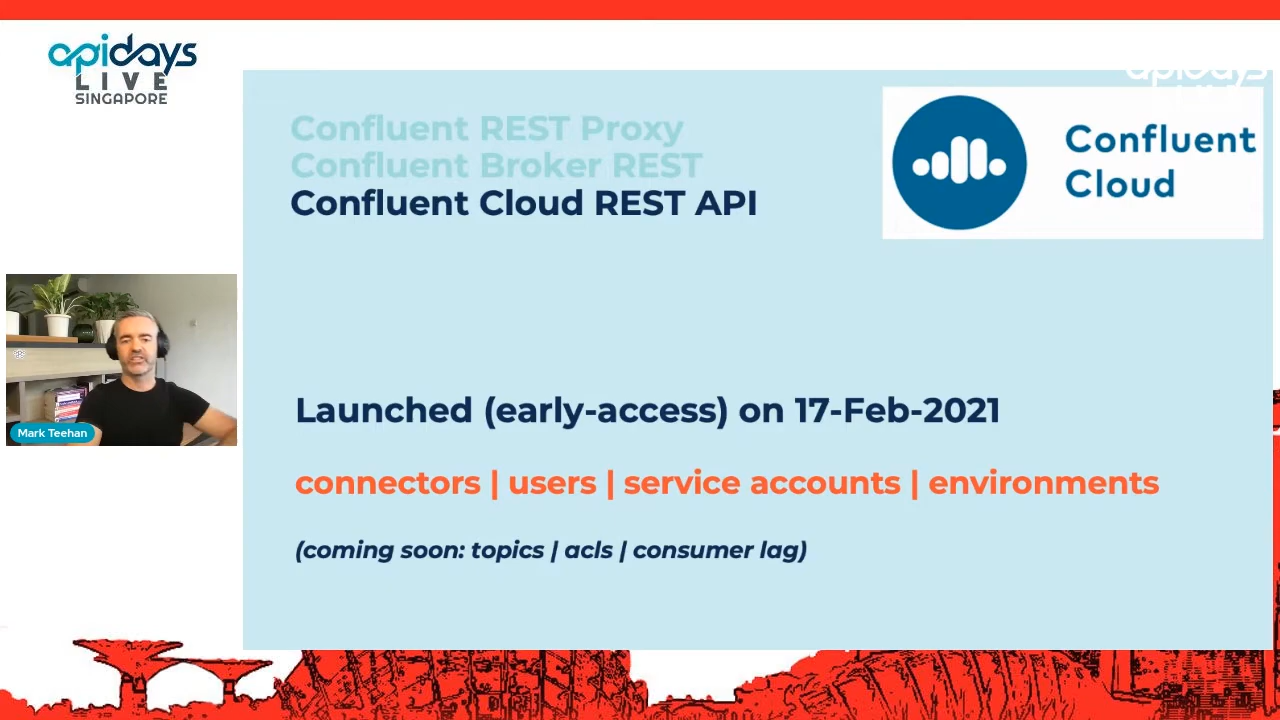 apidays
LIVE
SINGAPORE
apidays
Confluent REST Proxy
Confluent Broker REST
Confluent Cloud REST API
Confluent
Cloud
Mark Teehan
Launched (early-access) on 17-Feb-2021
connectors | users | service accounts | environments
(coming soon: topics | acls | consumer lag)